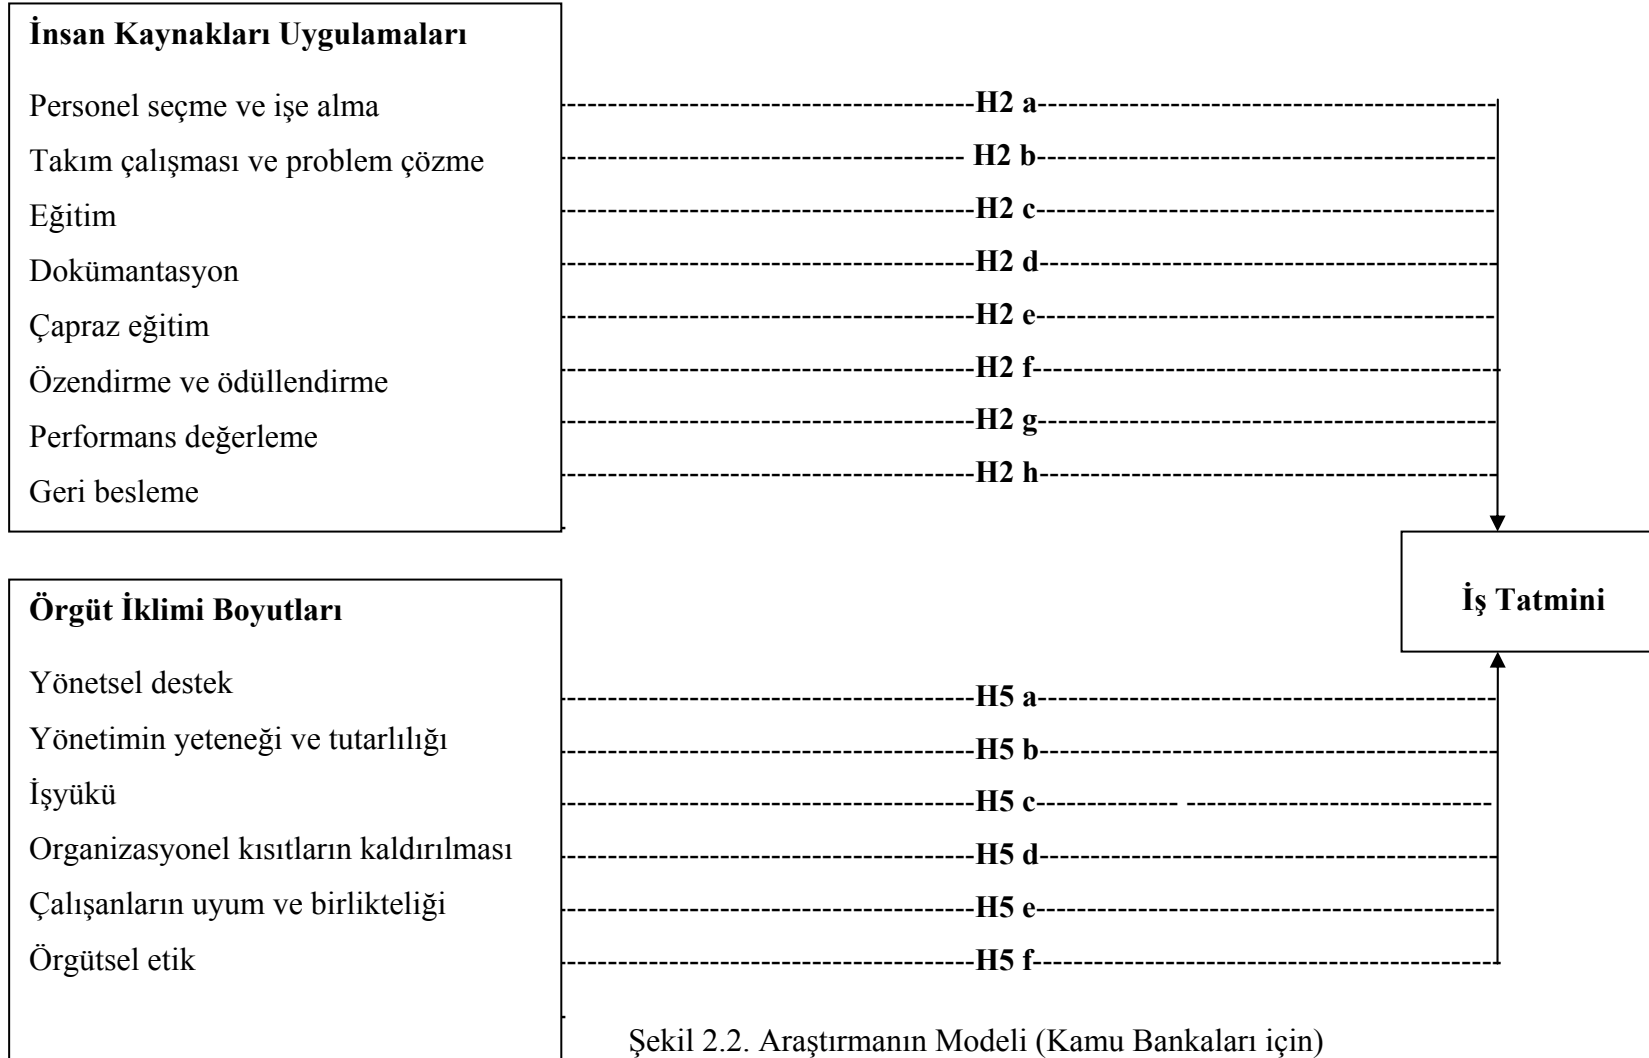 İnsan Kaynakları Uygulamaları
Personel seçme ve işe alma
H2 a
Takım çalışması ve problem çözme
H2 b
Eğitim
H2 c
Dokümantasyon
H2 d
Çapraz eğitim
H2 e
Özendirme ve ödüllendirme
H2 f
Performans değerleme
H2 g
Geri besleme
H2 h
İş Tatmini
Örgüt İklimi Boyutları
Yönetsel destek
H5 a
Yönetimin yeteneği ve tutarlılığı
H5 b
İşyükü
H5 c
Organizasyonel kısıtların kaldırılması
H5 d
Çalışanların uyum ve birlikteliği
H5 e
Örgütsel etik
H5 f
Şekil 2.2. Araştırmanın Modeli (Kamu Bankaları için)